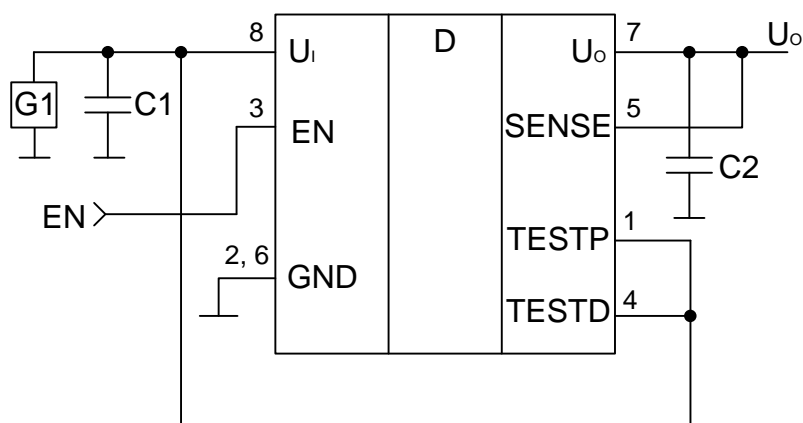 8 D 7 Uo
UI Uo
G1 C1 3 5
EN SENSE
C2
EN
1
2, 6 TESTP
GND 4
TESTD